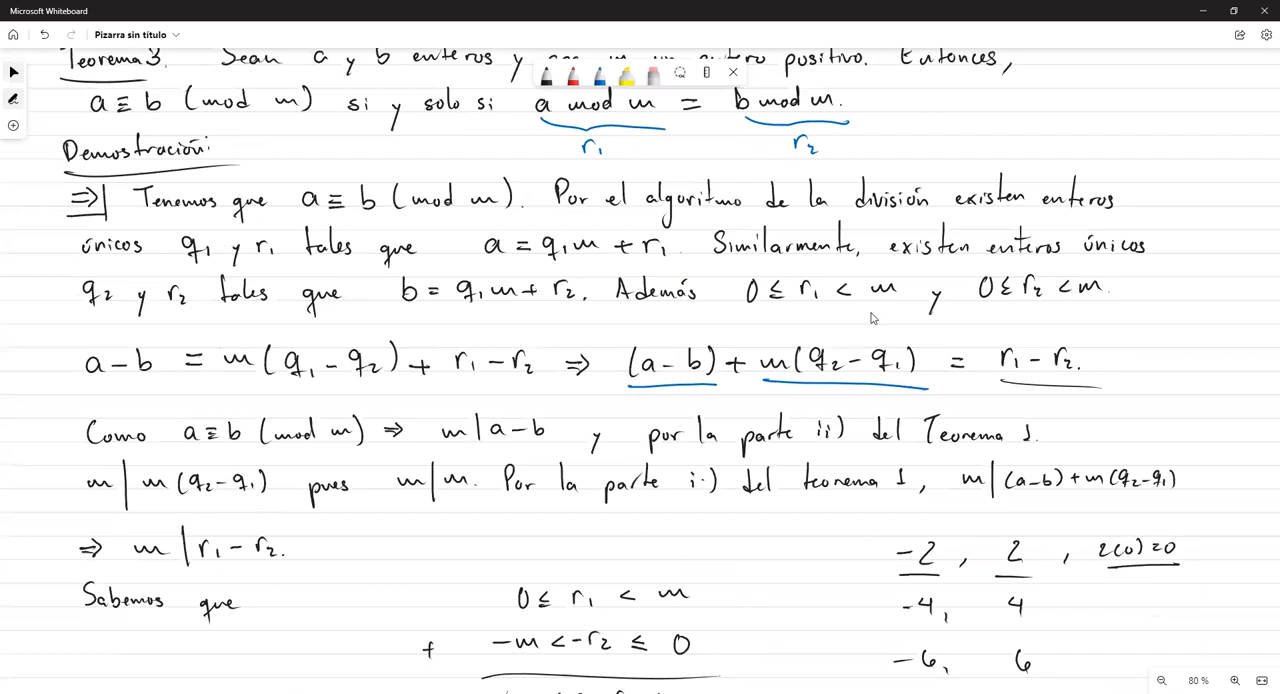 Microsoft Whiteboard
Pizarra sin título
Teorema 3. Sean a y b enteros y positivo. Entonces,
a ≡ b (mod m) si y solo si a mod m = b mod m.
r₁ r₂
Demostración:
⇒| Tenemos que a ≡ b (mod m). Por el algoritmo de la división existen enteros
únicos q₁ y r₁ tales que a = q₁m + r₁. Similarmente, existen enteros únicos
q₂ y r₂ tales que b = q₁m + r₂. Además 0 ≤ r₁ < m y 0 ≤ r₂ < m.
a - b = m(q₁ - q₂) + r₁ - r₂ ⇒ (a - b) + m(q₂ - q₁) = r₁ - r₂.
Como a ≡ b (mod m) ⇒ m | a - b y por la parte ii) del Teorema 1.
m | m(q₂ - q₁) pues m | m. Por la parte i.) del teorema 1, m | (a - b) + m(q₂ - q₁)
⇒ m | r₁ - r₂.
-2, 2, 2(0) = 0
Sabemos que 0 ≤ r₁ < m
-4, 4
+ -m < -r₂ ≤ 0
-6, 6
80 %